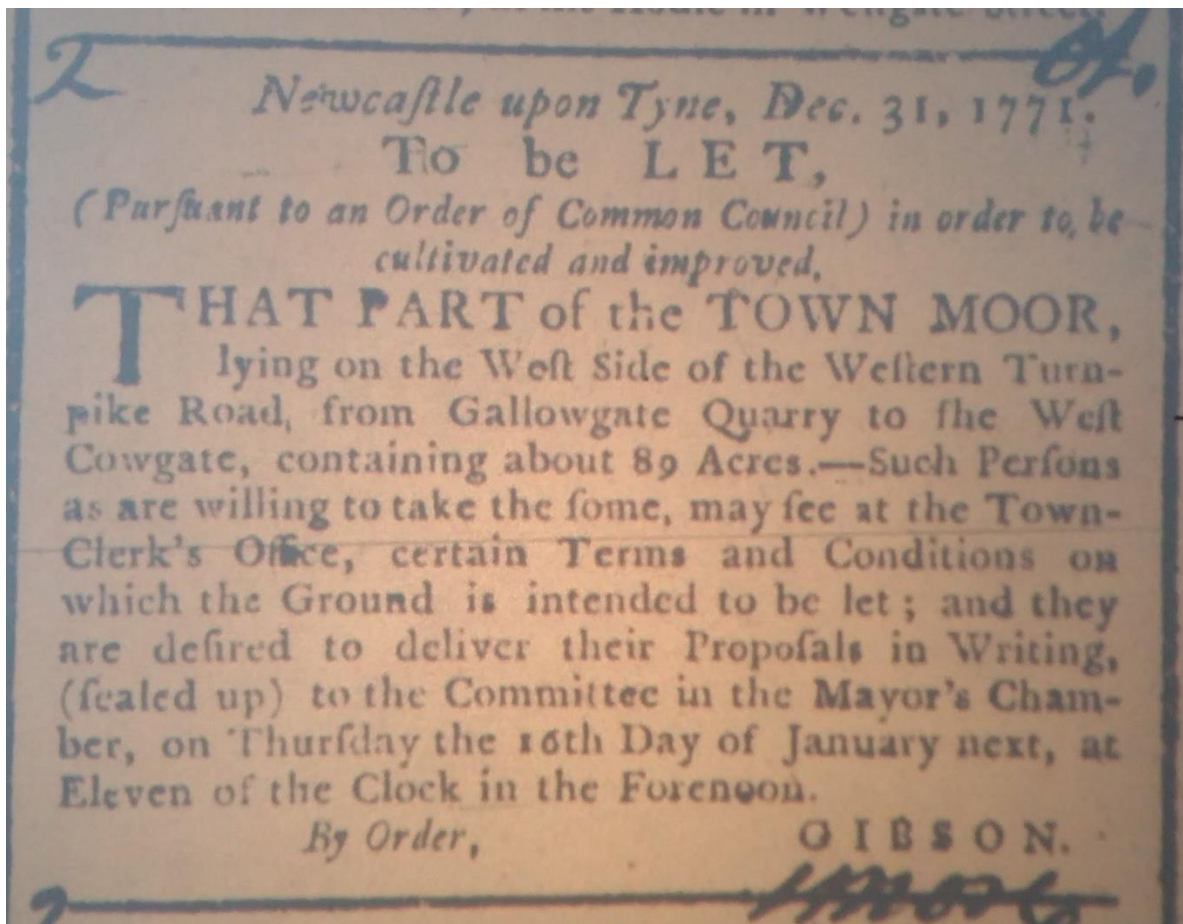 2
Newcaſtle upon Tyne, Dec. 31, 1771.
To be LET,
(Purſuant to an Order of Common Council) in order to, be
cultivated and improved,
THAT PART of the TOWN MOOR,
lying on the Weſt Side of the Weſtern Turn-
pike Road, from Gallowgate Quarry to ſhe Weſt
Cowgate, containing about 89 Acres.—Such Perſons
as are willing to take the ſome, may ſee at the Town-
Clerk's Office, certain Terms and Conditions on
which the Ground is intended to be let; and they
are deſired to deliver their Propoſals in Writing,
(ſealed up) to the Committee in the Mayor's Cham-
ber, on Thurſday the 16th Day of January next, at
Eleven of the Clock in the Forenoon.
By Order, GIBSON.